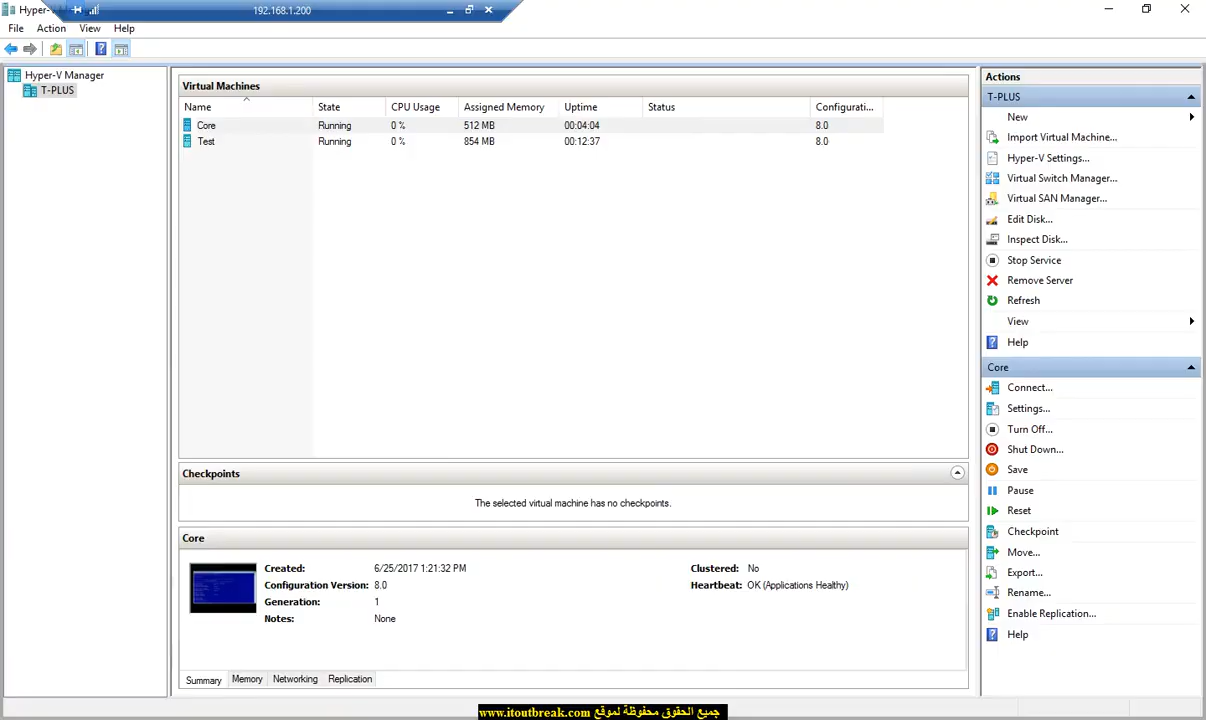 Hyper-V
192.168.1.200
File Action View Help
Hyper-V Manager
T-PLUS
Virtual Machines
Name State CPU Usage Assigned Memory Uptime Status Configurati...
Core Running 0 % 512 MB 00:04:04 8.0
Test Running 0 % 854 MB 00:12:37 8.0
Checkpoints
The selected virtual machine has no checkpoints.
Core
Created: 6/25/2017 1:21:32 PM Clustered: No
Configuration Version: 8.0 Heartbeat: OK (Applications Healthy)
Generation: 1
Notes: None
Summary Memory Networking Replication
Actions
T-PLUS
New
Import Virtual Machine...
Hyper-V Settings...
Virtual Switch Manager...
Virtual SAN Manager...
Edit Disk...
Inspect Disk...
Stop Service
Remove Server
Refresh
View
Help
Core
Connect...
Settings...
Turn Off...
Shut Down...
Save
Pause
Reset
Checkpoint
Move...
Export...
Rename...
Enable Replication...
Help
جميع الحقوق محفوظة لموقع www.itoutbreak.com